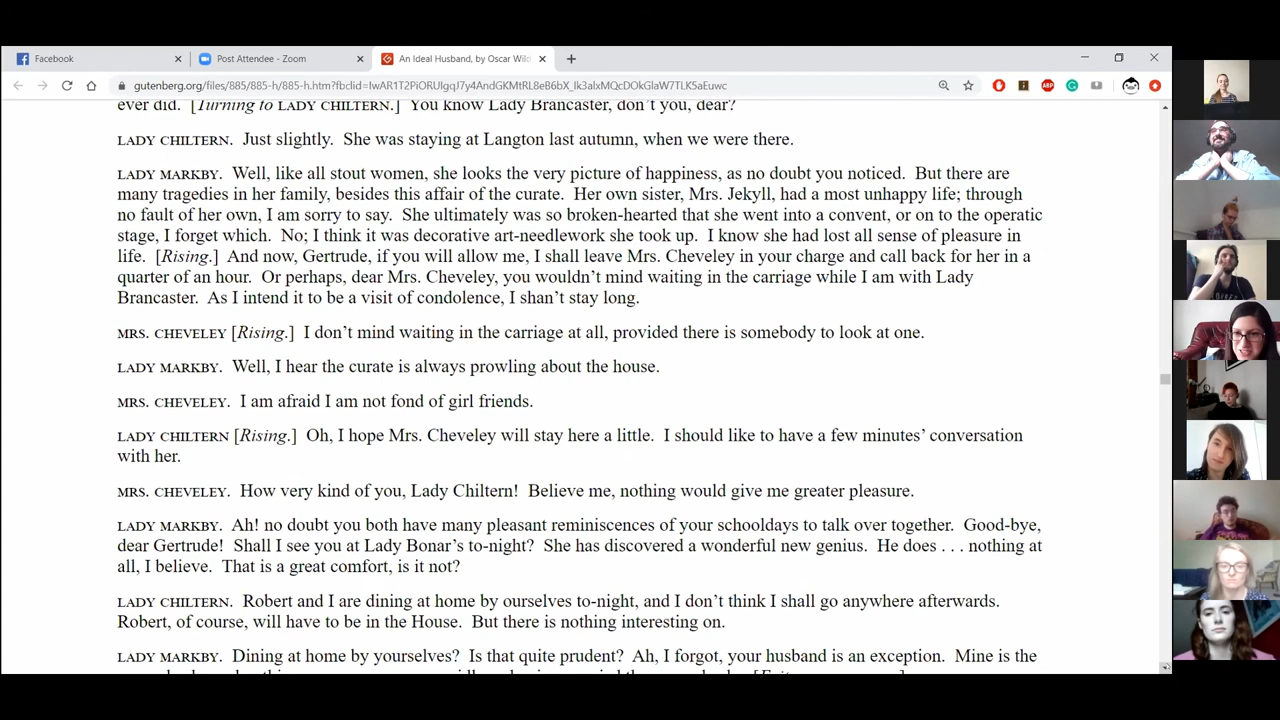 Facebook
Post Attendee - Zoom
An Ideal Husband, by Oscar Wild
gutenberg.org/files/885/885-h/885-h.htm?fbclid=IwAR1T2PiORUJgqJ7y4AndGKMtRL8eB6bX_Ik3alxMQcDOkGlaW7TLK5aEuwc
ABP
ever did. [Turning to LADY CHILTERN.] You know Lady Brancaster, don’t you, dear?
LADY CHILTERN. Just slightly. She was staying at Langton last autumn, when we were there.
LADY MARKBY. Well, like all stout women, she looks the very picture of happiness, as no doubt you noticed. But there are
many tragedies in her family, besides this affair of the curate. Her own sister, Mrs. Jekyll, had a most unhappy life; through
no fault of her own, I am sorry to say. She ultimately was so broken-hearted that she went into a convent, or on to the operatic
stage, I forget which. No; I think it was decorative art-needlework she took up. I know she had lost all sense of pleasure in
life. [Rising.] And now, Gertrude, if you will allow me, I shall leave Mrs. Cheveley in your charge and call back for her in a
quarter of an hour. Or perhaps, dear Mrs. Cheveley, you wouldn’t mind waiting in the carriage while I am with Lady
Brancaster. As I intend it to be a visit of condolence, I shan’t stay long.
MRS. CHEVELEY [Rising.] I don’t mind waiting in the carriage at all, provided there is somebody to look at one.
LADY MARKBY. Well, I hear the curate is always prowling about the house.
MRS. CHEVELEY. I am afraid I am not fond of girl friends.
LADY CHILTERN [Rising.] Oh, I hope Mrs. Cheveley will stay here a little. I should like to have a few minutes’ conversation
with her.
MRS. CHEVELEY. How very kind of you, Lady Chiltern! Believe me, nothing would give me greater pleasure.
LADY MARKBY. Ah! no doubt you both have many pleasant reminiscences of your schooldays to talk over together. Good-bye,
dear Gertrude! Shall I see you at Lady Bonar’s to-night? She has discovered a wonderful new genius. He does . . . nothing at
all, I believe. That is a great comfort, is it not?
LADY CHILTERN. Robert and I are dining at home by ourselves to-night, and I don’t think I shall go anywhere afterwards.
Robert, of course, will have to be in the House. But there is nothing interesting on.
LADY MARKBY. Dining at home by yourselves? Is that quite prudent? Ah, I forgot, your husband is an exception. Mine is the